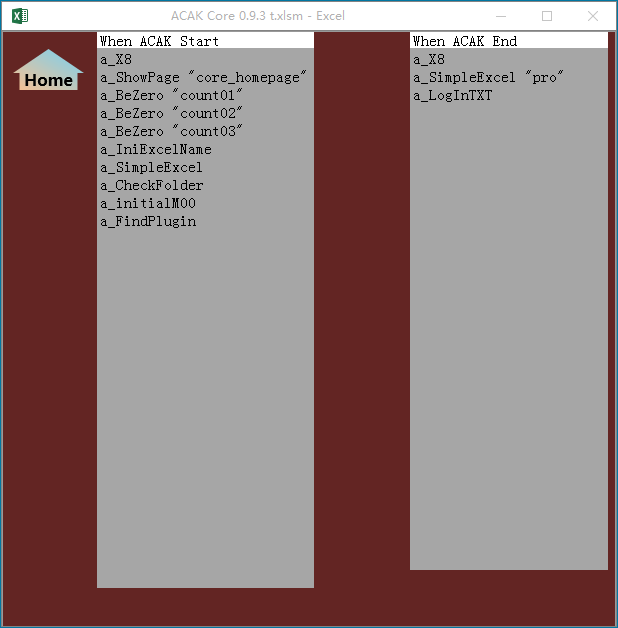 ACAK Core 0.9.3 t.xlsm - Excel
Home
When ACAK Start
a_X8
a_ShowPage "core_homepage"
a_BeZero "count01"
a_BeZero "count02"
a_BeZero "count03"
a_IniExcelName
a_SimpleExcel
a_CheckFolder
a_initialM00
a_FindPlugin
When ACAK End
a_X8
a_SimpleExcel "pro"
a_LogInTXT